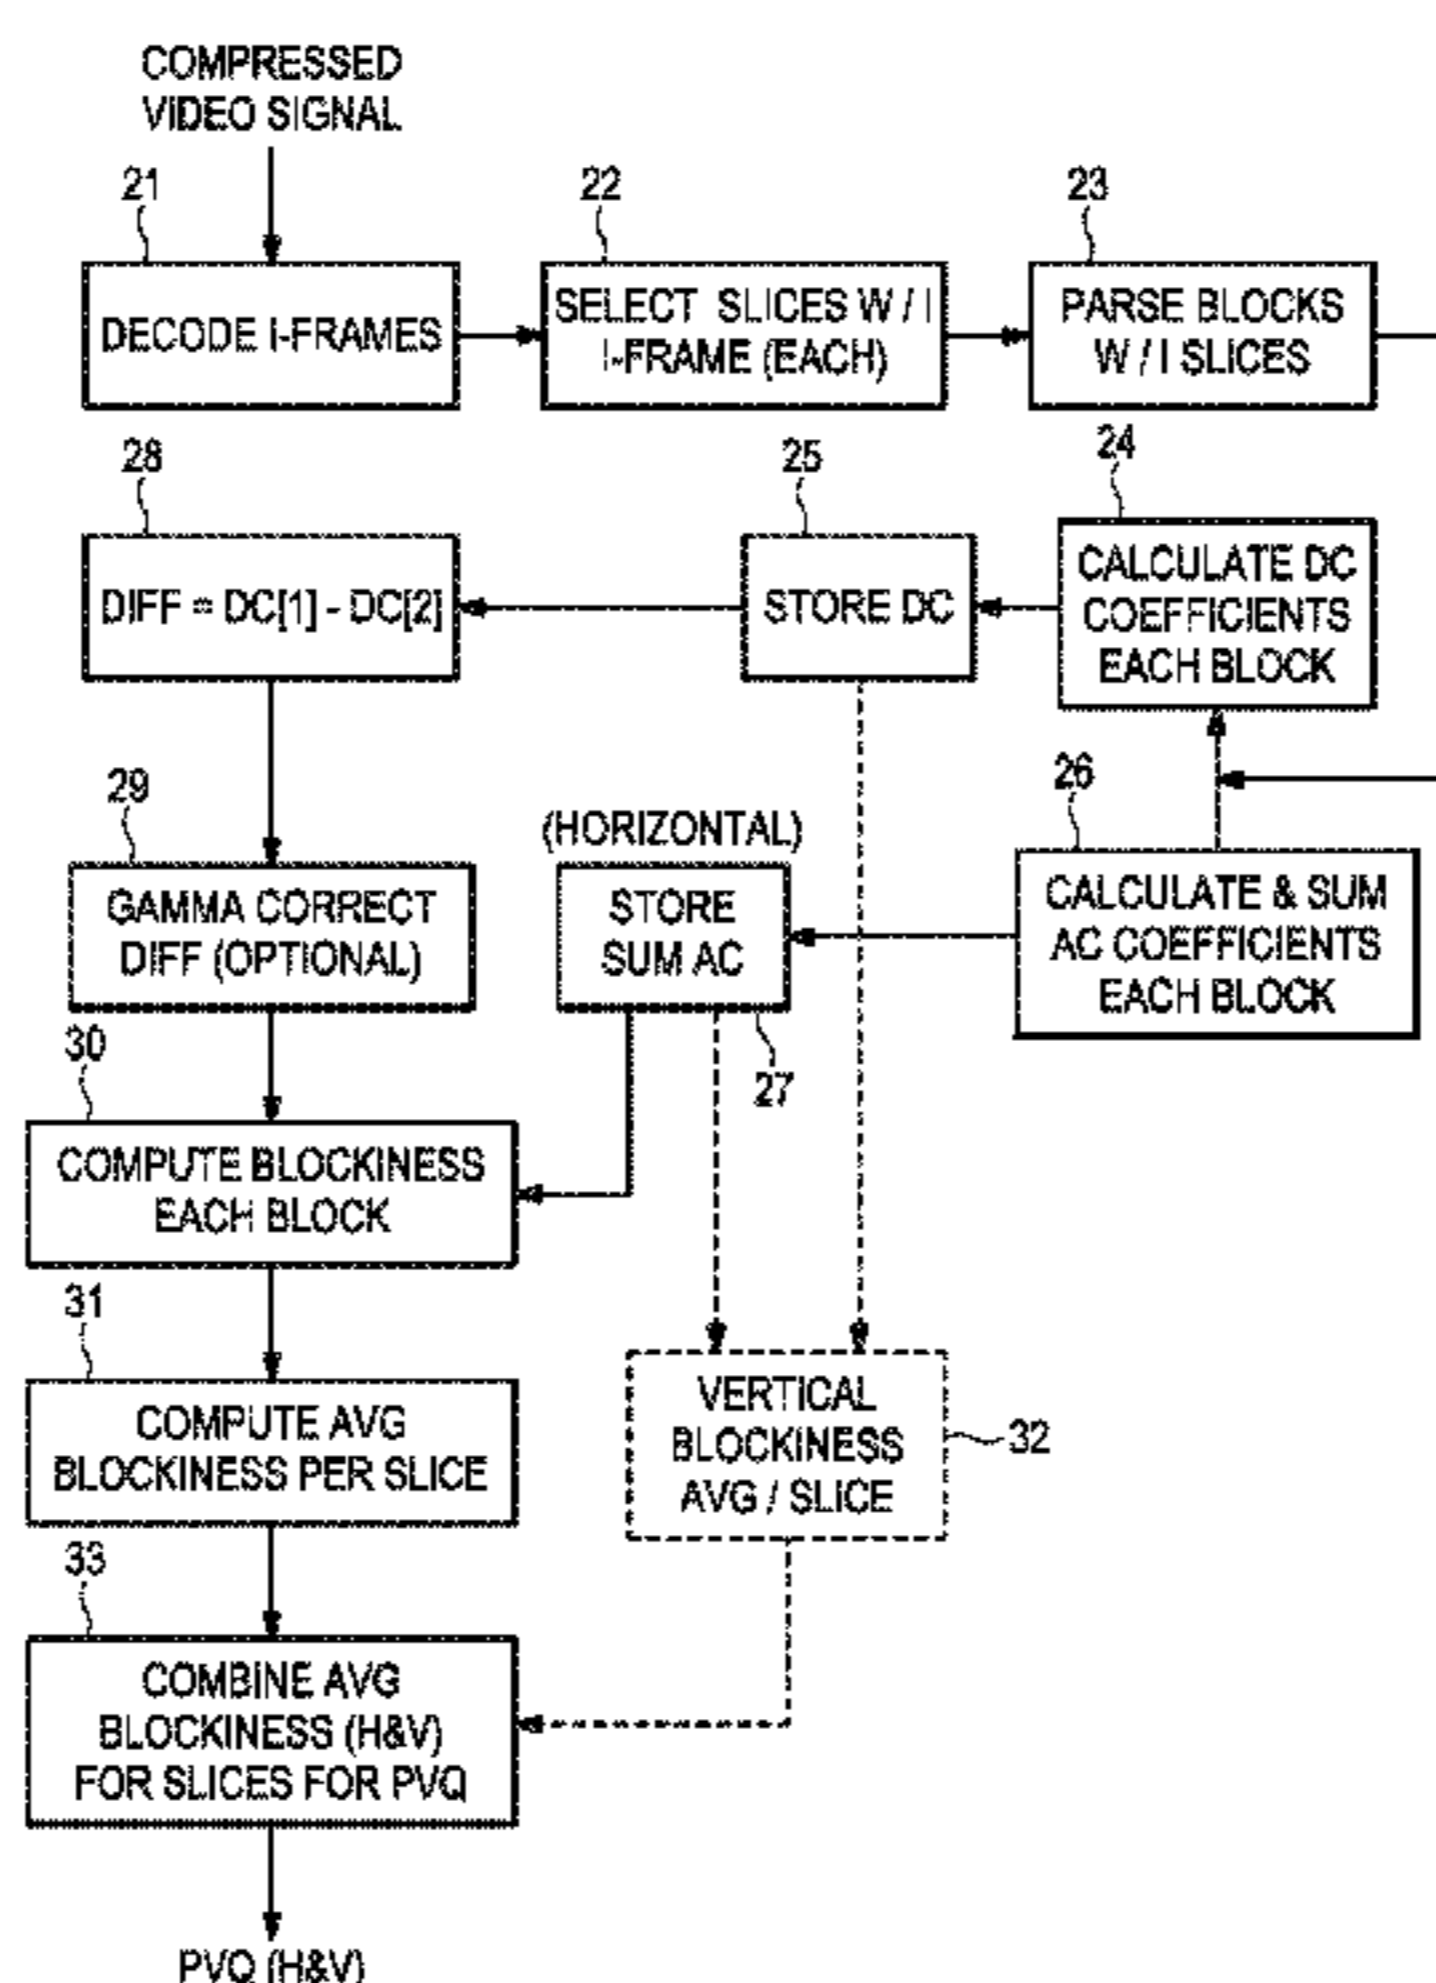 COMPRESSED
VIDEO SIGNAL
21
22
23
DECODE I-FRAMES
SELECT SLICES W / I
I-FRAME (EACH)
PARSE BLOCKS
W / I SLICES
28
25
24
DIFF = DC[1] - DC[2]
STORE DC
CALCULATE DC
COEFFICIENTS
EACH BLOCK
29
(HORIZONTAL)
26
GAMMA CORRECT
DIFF (OPTIONAL)
STORE
SUM AC
CALCULATE & SUM
AC COEFFICIENTS
EACH BLOCK
30
27
COMPUTE BLOCKINESS
EACH BLOCK
31
COMPUTE AVG
BLOCKINESS PER SLICE
VERTICAL
BLOCKINESS
AVG / SLICE
32
33
COMBINE AVG
BLOCKINESS (H&V)
FOR SLICES FOR PVQ
PVQ (H&V)